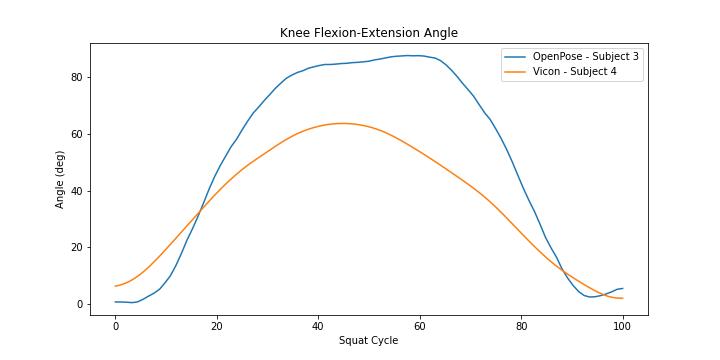 Knee Flexion-Extension Angle
OpenPose - Subject 3
Vicon - Subject 4
Angle (deg)
80
60
40
20
0
0 20 40 60 80 100
Squat Cycle